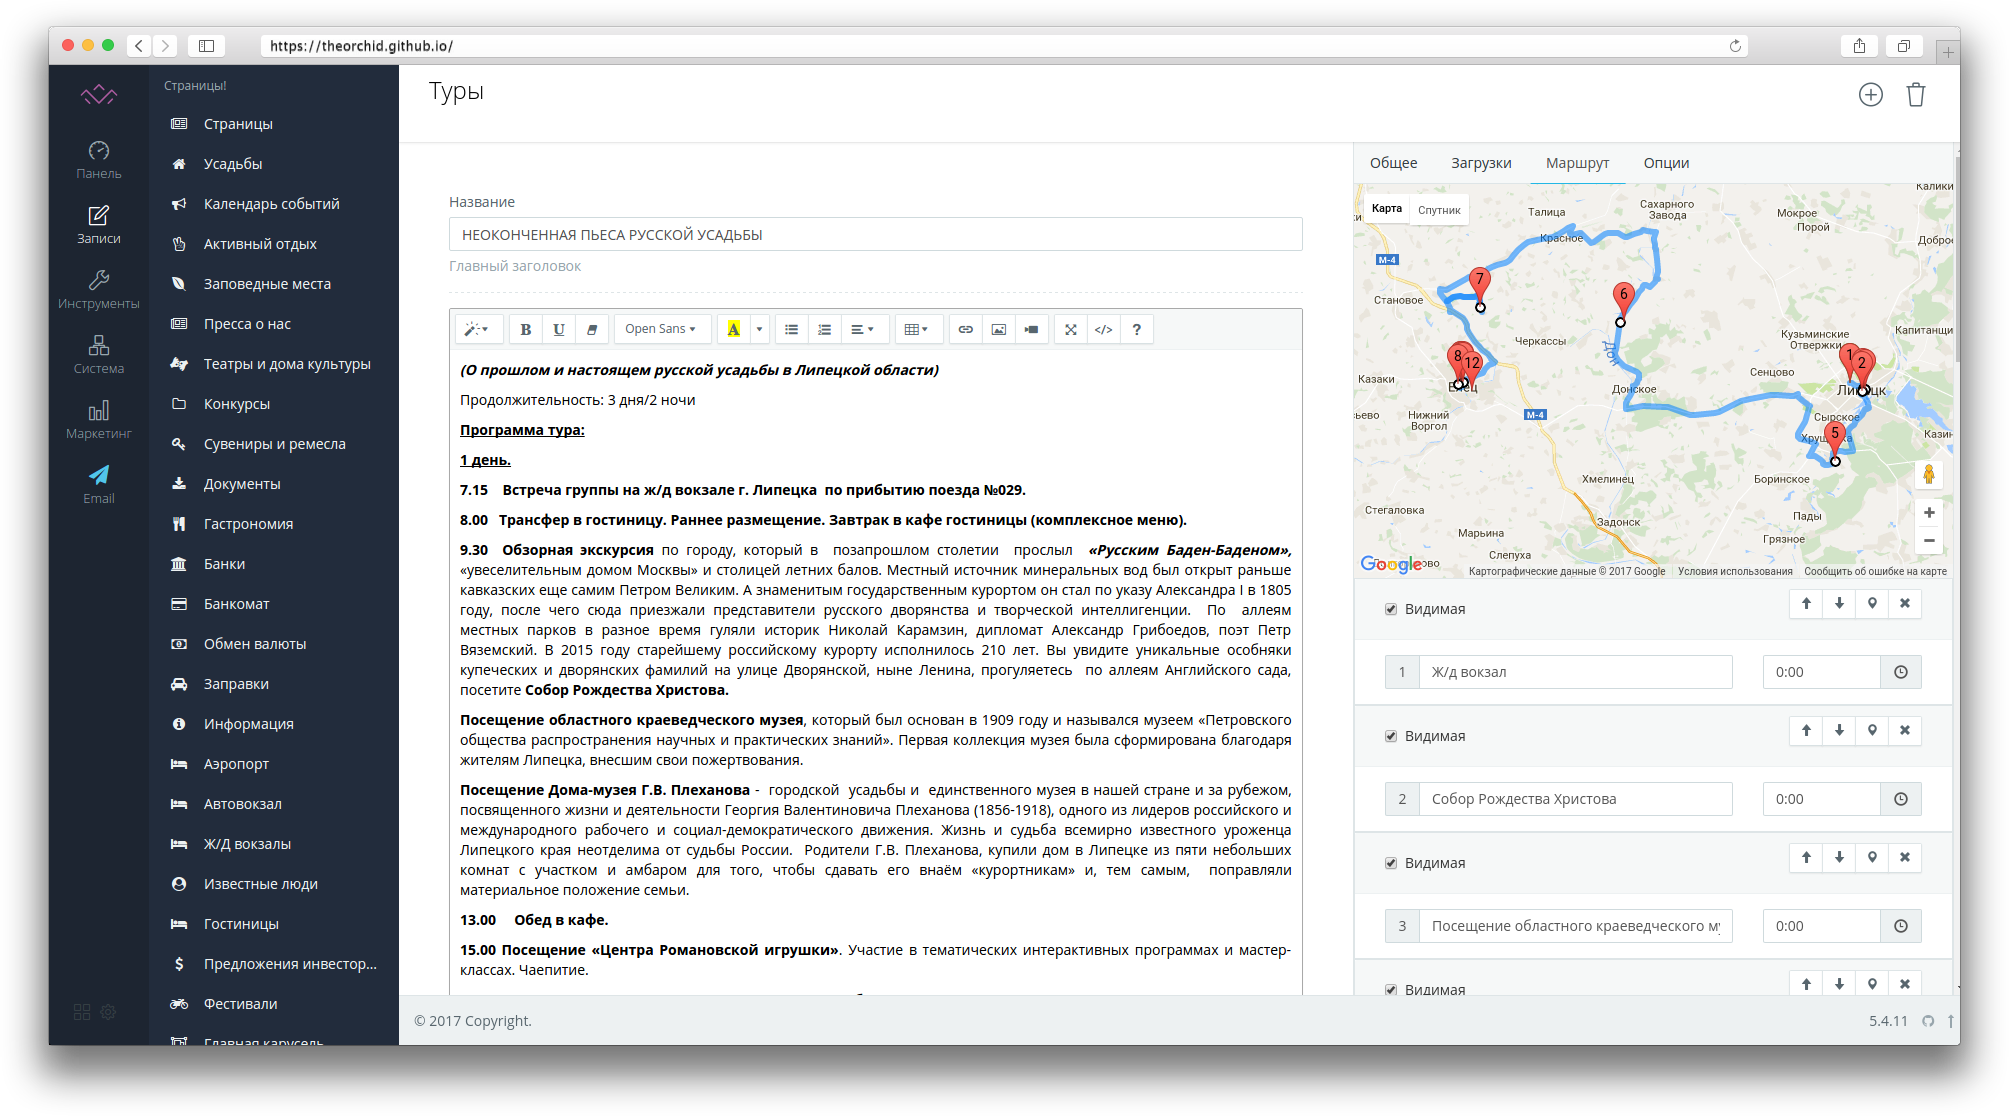 https://theorchid.github.io/
Панель
Записи
Инструменты
Система
Маркетинг
Email
Страницы!
Страницы
Усадьбы
Календарь событий
Активный отдых
Заповедные места
Пресса о нас
Театры и дома культуры
Конкурсы
Сувениры и ремесла
Документы
Гастрономия
Банки
Банкомат
Обмен валюты
Заправки
Информация
Аэропорт
Автовокзал
Ж/Д вокзалы
Известные люди
Гостиницы
Предложения инвестор...
Фестивали
Главная карусель
Туры
Название
НЕОКОНЧЕННАЯ ПЬЕСА РУССКОЙ УСАДЬБЫ
Главный заголовок
B U Open Sans A </> ?
(О прошлом и настоящем русской усадьбы в Липецкой области)
Продолжительность: 3 дня/2 ночи
Программа тура:
1 день.
7.15 Встреча группы на ж/д вокзале г. Липецка по прибытию поезда №029.
8.00 Трансфер в гостиницу. Раннее размещение. Завтрак в кафе гостиницы (комплексное меню).
9.30 Обзорная экскурсия по городу, который в позапрошлом столетии прослыл «Русским Баден-Баденом»,
«увеселительным домом Москвы» и столицей летних балов. Местный источник минеральных вод был открыт раньше
кавказских еще самим Петром Великим. А знаменитым государственным курортом он стал по указу Александра I в 1805
году, после чего сюда приезжали представители русского дворянства и творческой интеллигенции. По аллеям
местных парков в разное время гуляли историк Николай Карамзин, дипломат Александр Грибоедов, поэт Петр
Вяземский. В 2015 году старейшему российскому курорту исполнилось 210 лет. Вы увидите уникальные особняки
купеческих и дворянских фамилий на улице Дворянской, ныне Ленина, прогуляетесь по аллеям Английского сада,
посетите Собор Рождества Христова.
Посещение областного краеведческого музея, который был основан в 1909 году и назывался музеем «Петровского
общества распространения научных и практических знаний». Первая коллекция музея была сформирована благодаря
жителям Липецка, внесшим свои пожертвования.
Посещение Дома-музея Г.В. Плеханова - городской усадьбы и единственного музея в нашей стране и за рубежом,
посвященного жизни и деятельности Георгия Валентиновича Плеханова (1856-1918), одного из лидеров российского и
международного рабочего и социал-демократического движения. Жизнь и судьба всемирно известного уроженца
Липецкого края неотделима от судьбы России. Родители Г.В. Плеханова, купили дом в Липецке из пяти небольших
комнат с участком и амбаром для того, чтобы сдавать его внаём «курортникам» и, тем самым, поправляли
материальное положение семьи.
13.00 Обед в кафе.
15.00 Посещение «Центра Романовской игрушки». Участие в тематических интерактивных программах и мастер-
классах. Чаепитие.
Общее Загрузки Маршрут Опции
Карта Спутник
Калики
Талица
Сахарного
Завода
Мокрое
Порой
Доброе
Красное
М-4
7
6
Становое
Черкассы
Дон
Кузьминские
Отвержки
Капитанщи
8
12
1
2
Казаки
Елец
Сенцово
Донское
Липецк
ьево
М-4
Нижний
Воргол
Сырское
5
Казин
Хмелинец
Боринское
Стегаловка
Задонск
Пады
Марьина
Грязное
Слепуха
Google
ово
Картографические данные © 2017 Google Условия использования Сообщить об ошибке на карте
Видимая
1 Ж/д вокзал 0:00
Видимая
2 Собор Рождества Христова 0:00
Видимая
3 Посещение областного краеведческого му 0:00
Видимая
© 2017 Copyright.
5.4.11